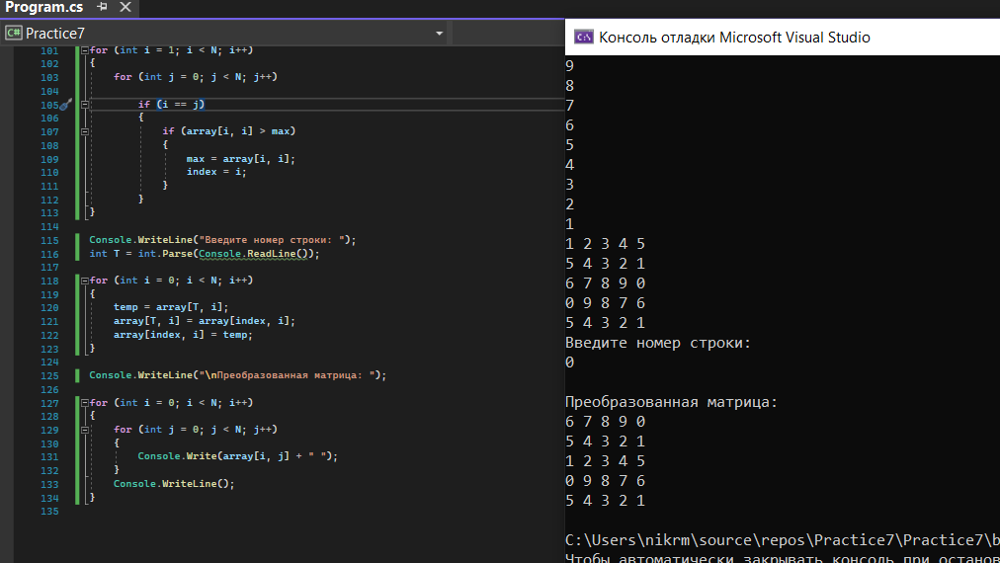 Program.cs
C# Practice7
101 for (int i = 1; i < N; i++)
102 {
103 for (int j = 0; j < N; j++)
104
105 if (i == j)
106 {
107 if (array[i, i] > max)
108 {
109 max = array[i, i];
110 index = i;
111 }
112 }
113 }
114
115 Console.WriteLine("Введите номер строки: ");
116 int T = int.Parse(Console.ReadLine());
117
118 for (int i = 0; i < N; i++)
119 {
120 temp = array[T, i];
121 array[T, i] = array[index, i];
122 array[index, i] = temp;
123 }
124
125 Console.WriteLine("\nПреобразованная матрица: ");
126
127 for (int i = 0; i < N; i++)
128 {
129 for (int j = 0; j < N; j++)
130 {
131 Console.Write(array[i, j] + " ");
132 }
133 Console.WriteLine();
134 }
135
C:\ Консоль отладки Microsoft Visual Studio
9
8
7
6
5
4
3
2
1
1 2 3 4 5
5 4 3 2 1
6 7 8 9 0
0 9 8 7 6
5 4 3 2 1
Введите номер строки:
0
Преобразованная матрица:
6 7 8 9 0
5 4 3 2 1
1 2 3 4 5
0 9 8 7 6
5 4 3 2 1
C:\Users\nikrm\source\repos\Practice7\Practice7\b
Чтобы автоматически закрывать консоль при останов